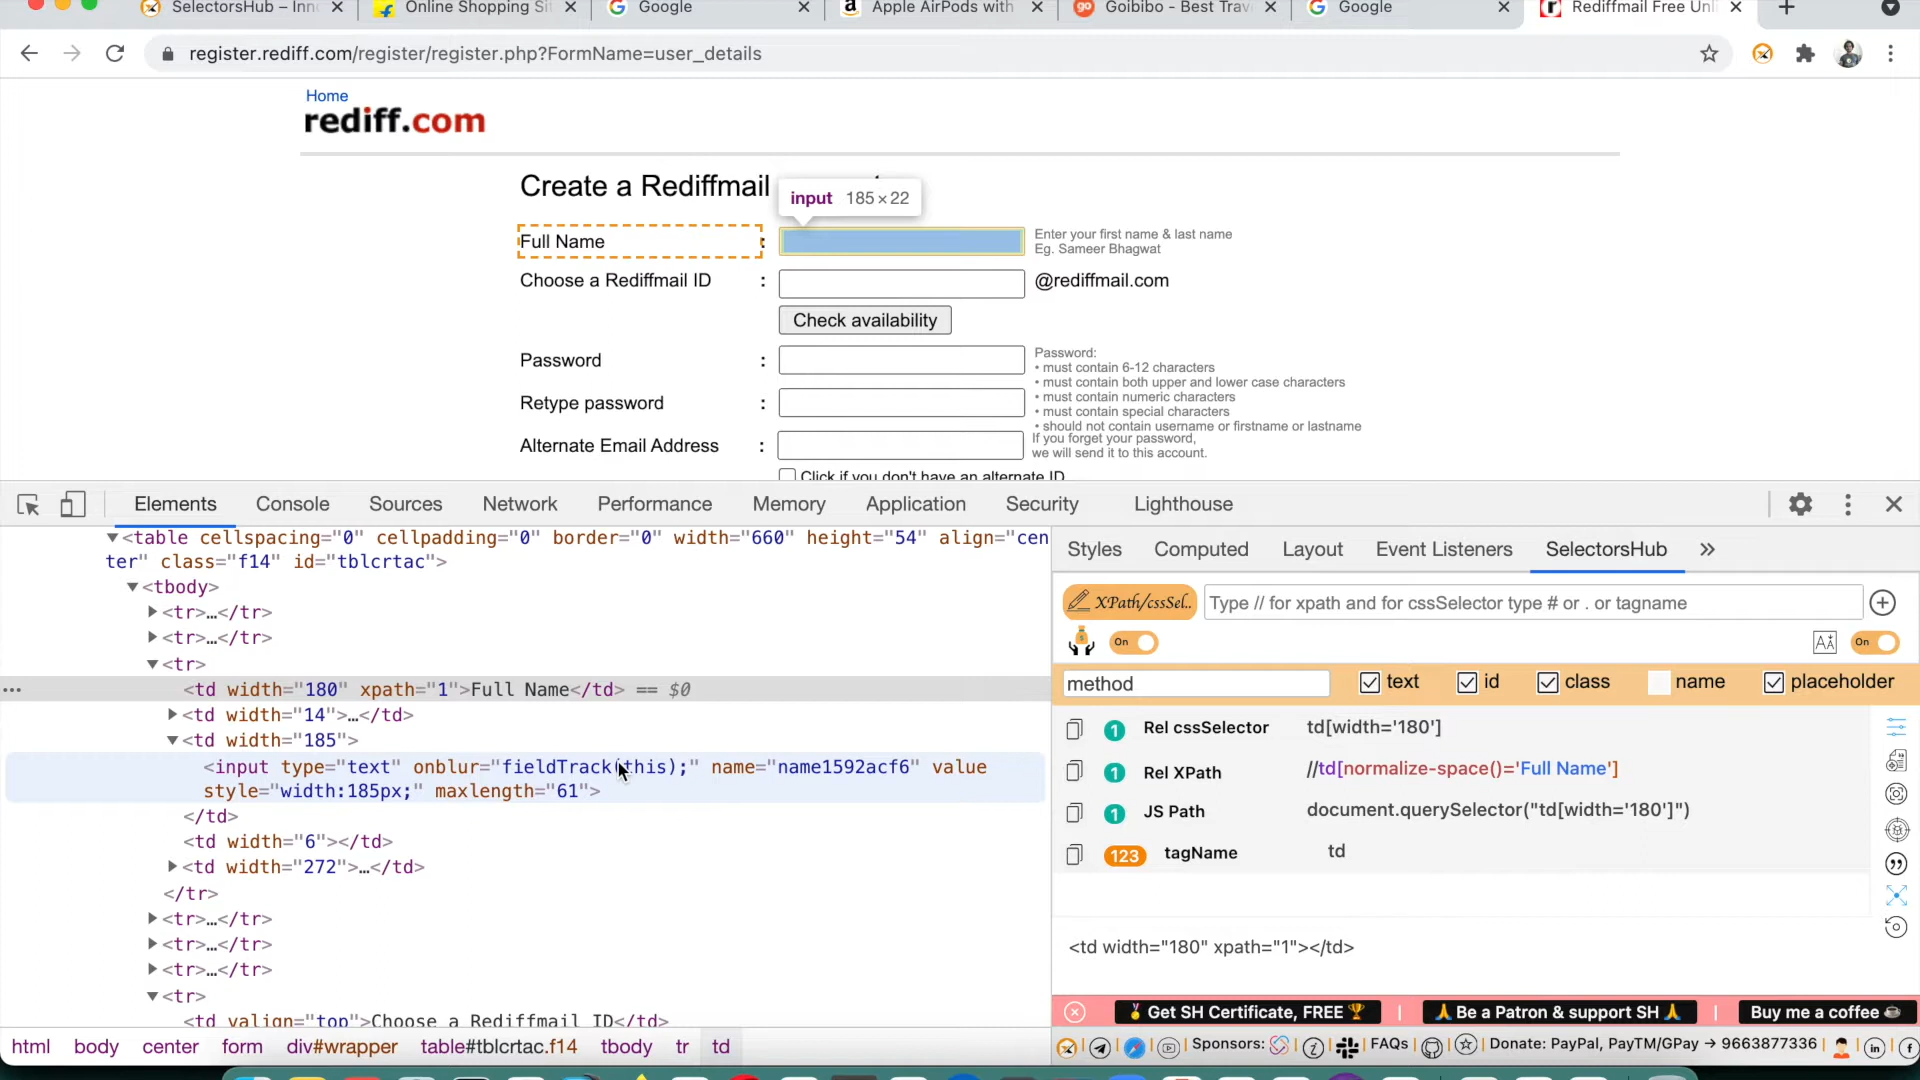 SelectorsHub – Inn
Online Shopping Si
Google
Apple AirPods with
Goibibo - Best Trav
Google
Rediffmail Free Unli
register.rediff.com/register/register.php?FormName=user_details
Home
rediff.com
Create a Rediffmail
input 185 × 22
Full Name :
Enter your first name & last name
Eg. Sameer Bhagwat
Choose a Rediffmail ID : @rediffmail.com
Check availability
Password :
Password:
• must contain 6-12 characters
• must contain both upper and lower case characters
• must contain numeric characters
• must contain special characters
• should not contain username or firstname or lastname
Retype password :
Alternate Email Address :
If you forget your password,
we will send it to this account.
Click if you don't have an alternate ID
Elements Console Sources Network Performance Memory Application Security Lighthouse
<table cellspacing="0" cellpadding="0" border="0" width="660" height="54" align="cen
ter" class="f14" id="tblcrtac">
<tbody>
<tr>…</tr>
<tr>…</tr>
<tr>
<td width="180" xpath="1">Full Name</td> == $0
<td width="14">…</td>
<td width="185">
<input type="text" onblur="fieldTrack(this);" name="name1592acf6" value
style="width:185px;" maxlength="61">
</td>
<td width="6"></td>
<td width="272">…</td>
</tr>
<tr>…</tr>
<tr>…</tr>
<tr>…</tr>
<tr>
<td valign="top">Choose a Rediffmail ID</td>
html body center form div#wrapper table#tblcrtac.f14 tbody tr td
Styles Computed Layout Event Listeners SelectorsHub »
XPath/cssSel..
Type // for xpath and for cssSelector type # or . or tagname
On
On
method text id class name placeholder
1 Rel cssSelector td[width='180']
1 Rel XPath //td[normalize-space()='Full Name']
1 JS Path document.querySelector("td[width='180']")
123 tagName td
<td width="180" xpath="1"></td>
Get SH Certificate, FREE | Be a Patron & support SH | Buy me a coffee
Sponsors: FAQs Donate: PayPal, PayTM/GPay → 9663877336